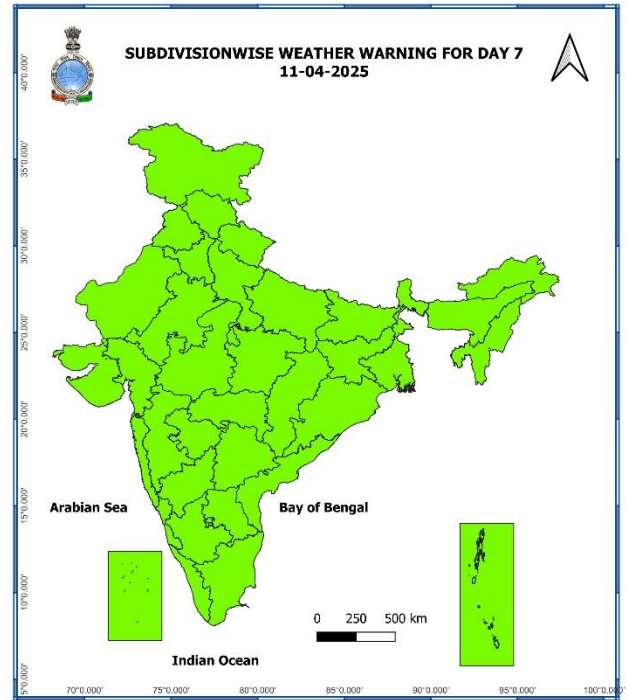 SUBDIVISIONWISE WEATHER WARNING FOR DAY 7
11-04-2025
40°0.000'
35°0.000'
30°0.000'
25°0.000'
20°0.000'
15°0.000'
10°0.000'
5°0.000'
Arabian Sea
Bay of Bengal
0 250 500 km
Indian Ocean
70°0.000' 75°0.000' 80°0.000' 85°0.000' 90°0.000' 95°0.000' 100°0.000'